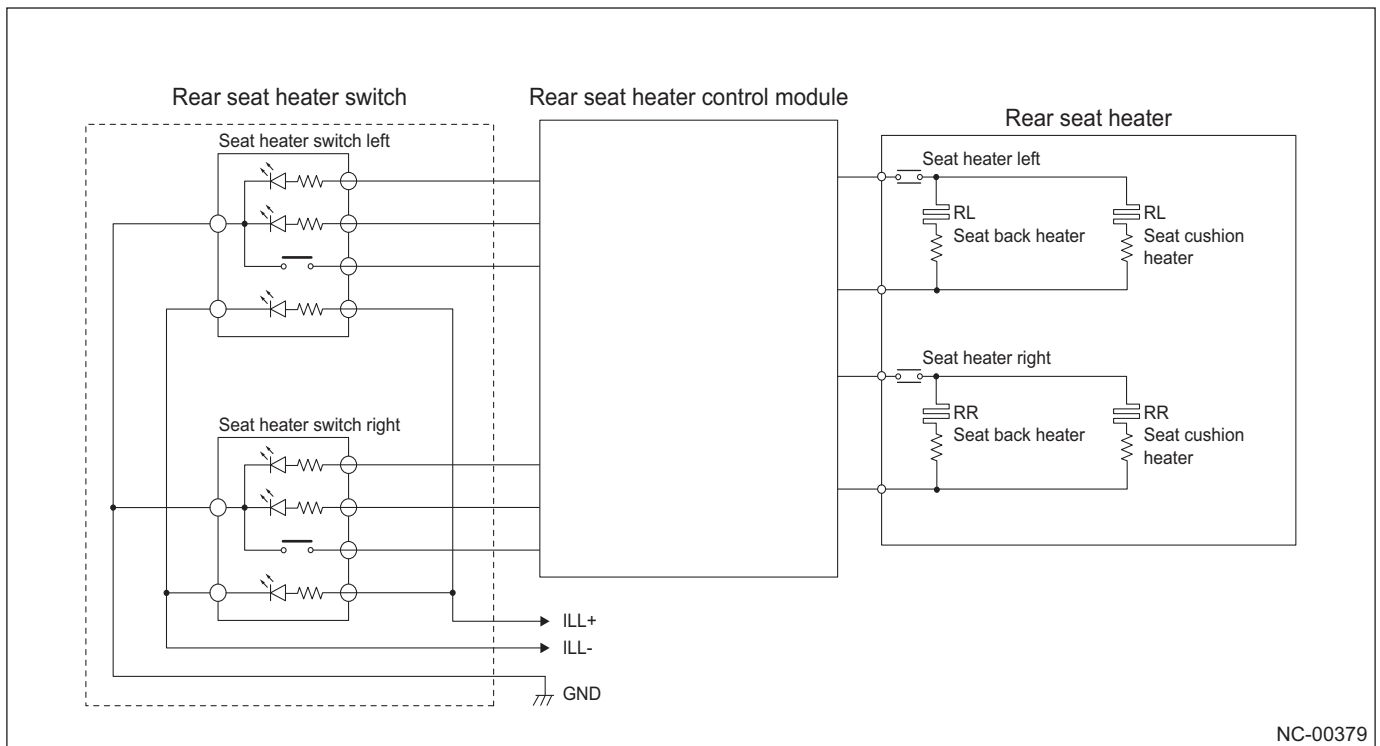 Rear seat heater switch
Rear seat heater control module
Rear seat heater
Seat heater switch left
Seat heater left
RL
Seat back heater
RL
Seat cushion
heater
Seat heater right
RR
Seat back heater
RR
Seat cushion
heater
Seat heater switch right
ILL+
ILL-
GND
NC-00379